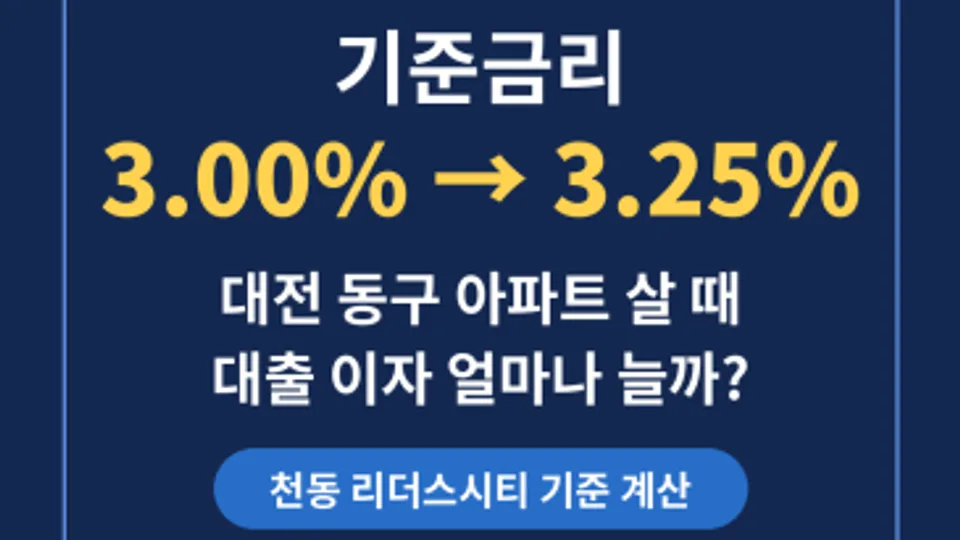 기준금리
3.00% → 3.25%
대전 동구 아파트 살 때
대출 이자 얼마나 늘까?
천동 리더스시티 기준 계산